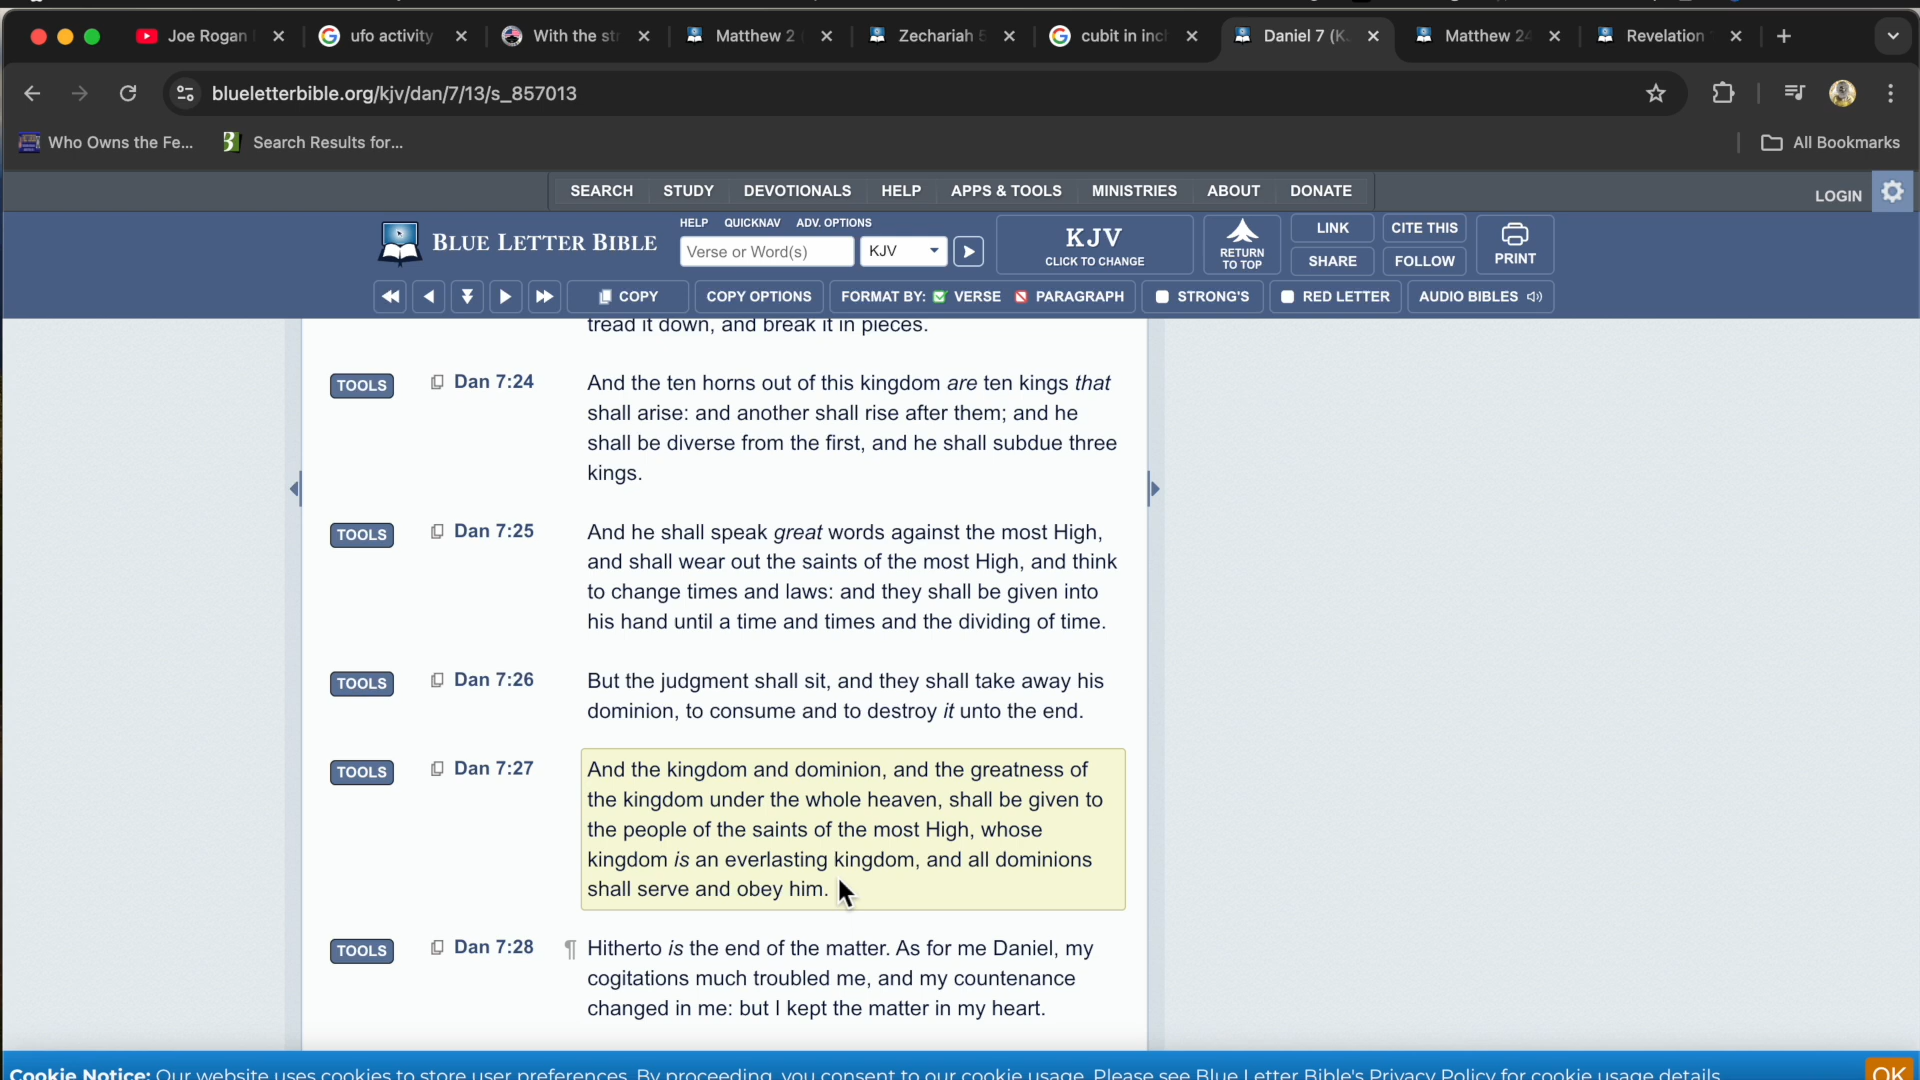 Joe Rogan
ufo activity
With the str
Matthew 2
Zechariah 5
cubit in inch
Daniel 7 (K
Matthew 24
Revelation
blueletterbible.org/kjv/dan/7/13/s_857013
Who Owns the Fe...
Search Results for...
All Bookmarks
SEARCH STUDY DEVOTIONALS HELP APPS & TOOLS MINISTRIES ABOUT DONATE
LOGIN
BLUE LETTER BIBLE
HELP QUICKNAV ADV. OPTIONS
Verse or Word(s)
KJV
KJV
CLICK TO CHANGE
RETURN
TO TOP
LINK
CITE THIS
SHARE
FOLLOW
PRINT
COPY
COPY OPTIONS
FORMAT BY: VERSE PARAGRAPH
STRONG'S
RED LETTER
AUDIO BIBLES
tread it down, and break it in pieces.
TOOLS Dan 7:24 And the ten horns out of this kingdom are ten kings that
shall arise: and another shall rise after them; and he
shall be diverse from the first, and he shall subdue three
kings.
TOOLS Dan 7:25 And he shall speak great words against the most High,
and shall wear out the saints of the most High, and think
to change times and laws: and they shall be given into
his hand until a time and times and the dividing of time.
TOOLS Dan 7:26 But the judgment shall sit, and they shall take away his
dominion, to consume and to destroy it unto the end.
TOOLS Dan 7:27 And the kingdom and dominion, and the greatness of
the kingdom under the whole heaven, shall be given to
the people of the saints of the most High, whose
kingdom is an everlasting kingdom, and all dominions
shall serve and obey him.
TOOLS Dan 7:28 ¶ Hitherto is the end of the matter. As for me Daniel, my
cogitations much troubled me, and my countenance
changed in me: but I kept the matter in my heart.
Cookie Notice: Our website uses cookies to store user preferences. By proceeding, you consent to our cookie usage. Please see Blue Letter Bible's Privacy Policy for cookie usage details.
OK